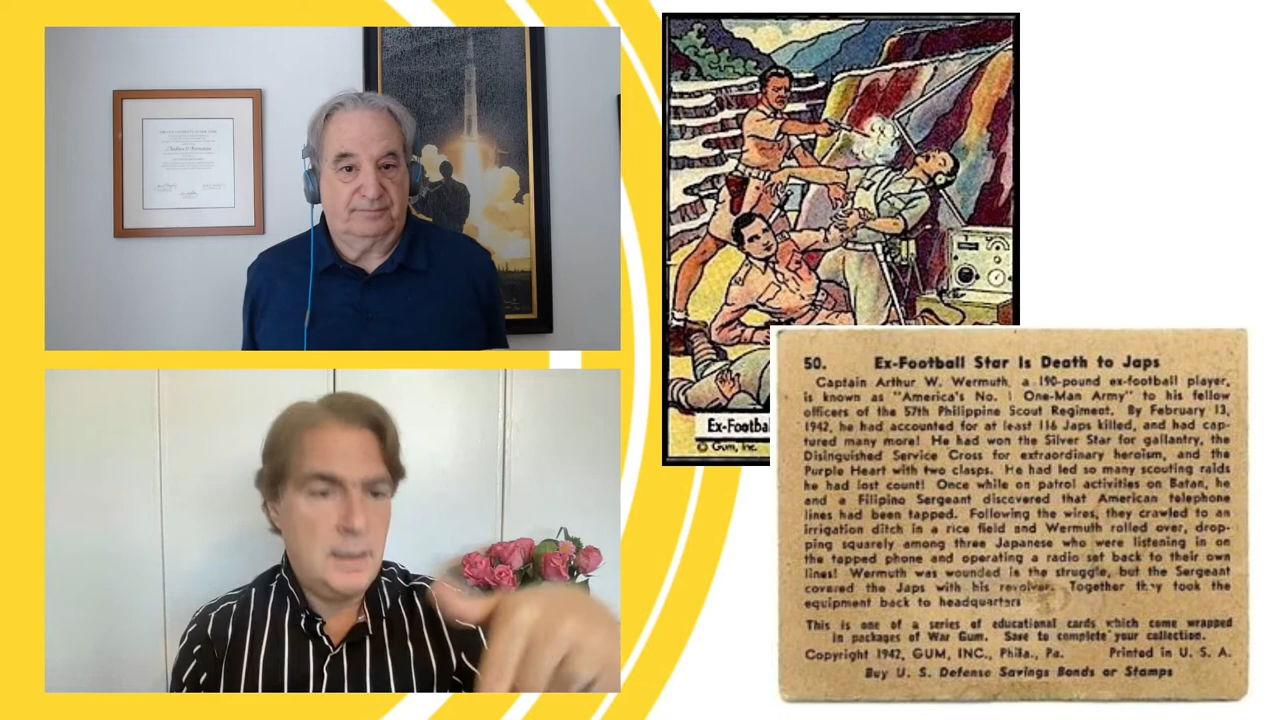 Ex-Footba
© Gum, Inc.
50. Ex-Football Star Is Death to Japs
Captain Arthur W. Wermuth, a 190-pound ex-football player,
is known as "America's No. 1 One-Man Army" to his fellow
officers of the 57th Philippine Scout Regiment. By February 13,
1942, he had accounted for at least 116 Japs killed, and had cap-
tured many more! He had won the Silver Star for gallantry, the
Disinguished Service Cross for extraordinary heroism, and the
Purple Heart with two clasps. He had led so many scouting raids
he had lost count! Once while on patrol activities on Batan, he
and a Filipino Sergeant discovered that American telephone
lines had been tapped. Following the wires, they crawled to an
irrigation ditch in a rice field and Wermuth rolled over, drop-
ping squarely among three Japanese who were listening in on
the tapped phone and operating a radio set back to their own
lines! Wermuth was wounded in the struggle, but the Sergeant
covered the Japs with his revolver. Together they took the
equipment back to headquarters
This is one of a series of educational cards which come wrapped
in packages of War Gum. Save to complete your collection.
Copyright 1942, GUM, INC., Phila., Pa. Printed in U. S. A.
Buy U. S. Defense Savings Bonds or Stamps